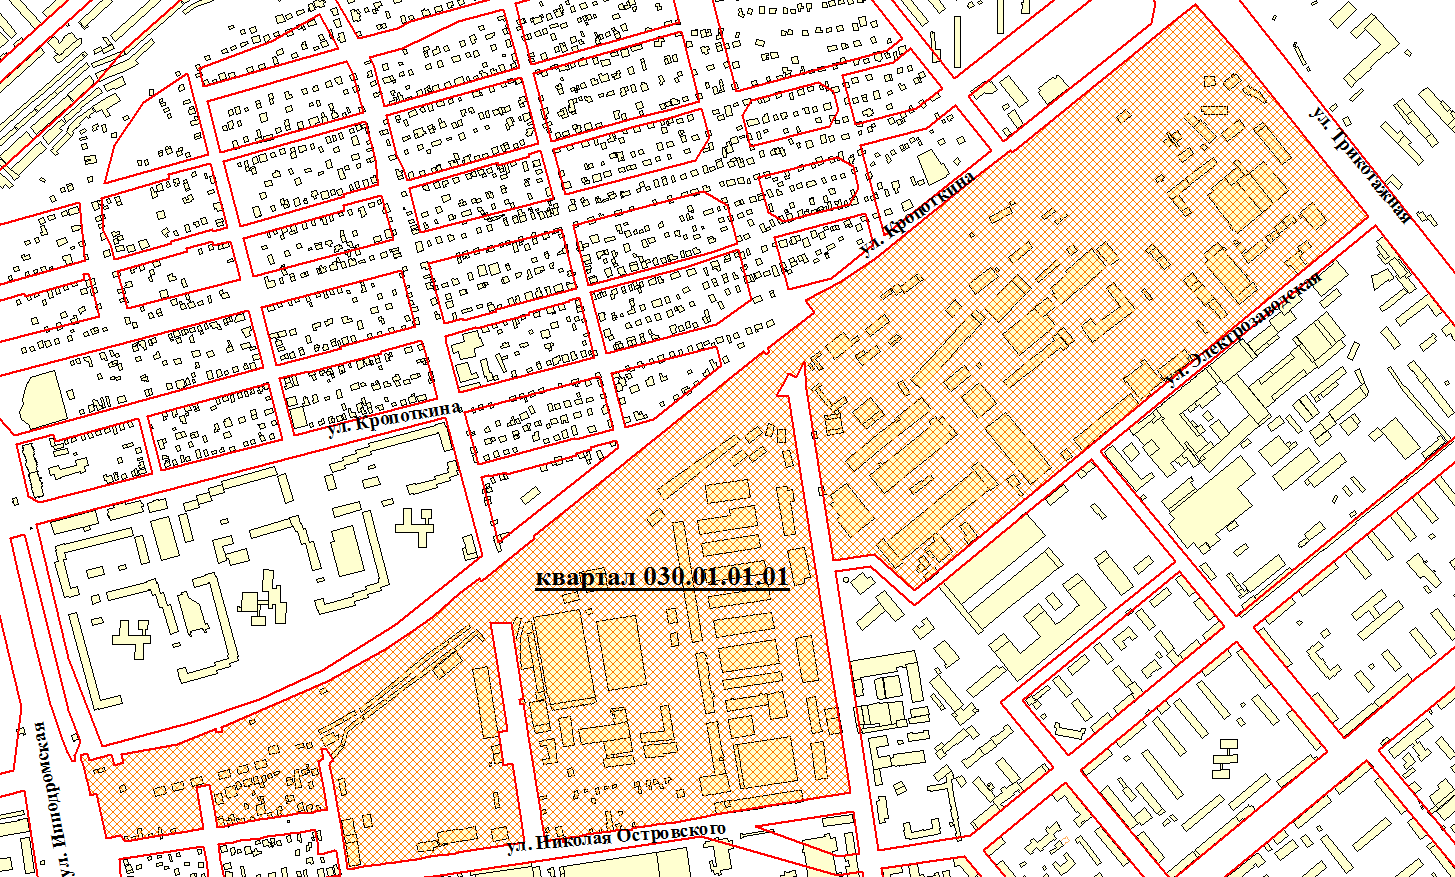 ул. Трикотажная
ул. Кропоткина
ул. Электрозаводская
ул. Кропоткина
квартал 030.01.01.01
ул. Ипподромская
ул. Николая Островского